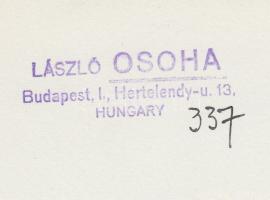 LÁSZLÓ OSOHA
Budapest, I., Hertelendy-u. 13,
HUNGARY
337